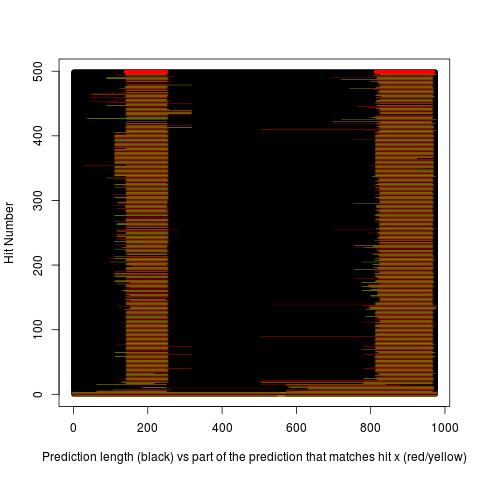 Hit Number
500
400
300
200
100
0
0 200 400 600 800 1000
Prediction length (black) vs part of the prediction that matches hit x (red/yellow)